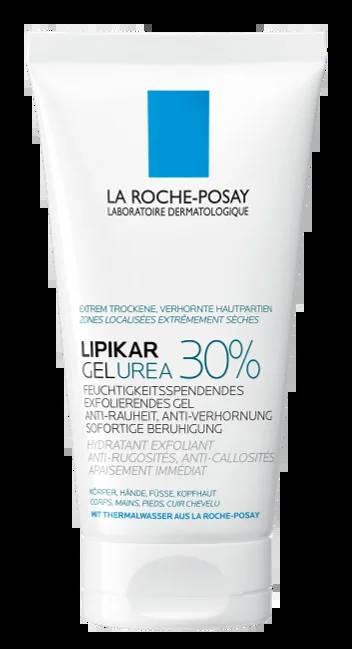 LA ROCHE-POSAY
LABORATOIRE DERMATOLOGIQUE
EXTREM TROCKENE, VERHORNTE HAUTPARTIEN
ZONES LOCALISÉES EXTRÊMEMENT SÈCHES
LIPIKAR
GEL UREA 30%
FEUCHTIGKEITSSPENDENDES
EXFOLIERENDES GEL
ANTI-RAUHEIT, ANTI-VERHORNUNG
SOFORTIGE BERUHIGUNG
HYDRATANT EXFOLIANT
ANTI-RUGOSITÉS, ANTI-CALLOSITÉS
APAISEMENT IMMÉDIAT
KÖRPER, HÄNDE, FÜSSE, KOPFHAUT
CORPS, MAINS, PIEDS, CUIR CHEVELU
MIT THERMALWASSER AUS LA ROCHE-POSAY